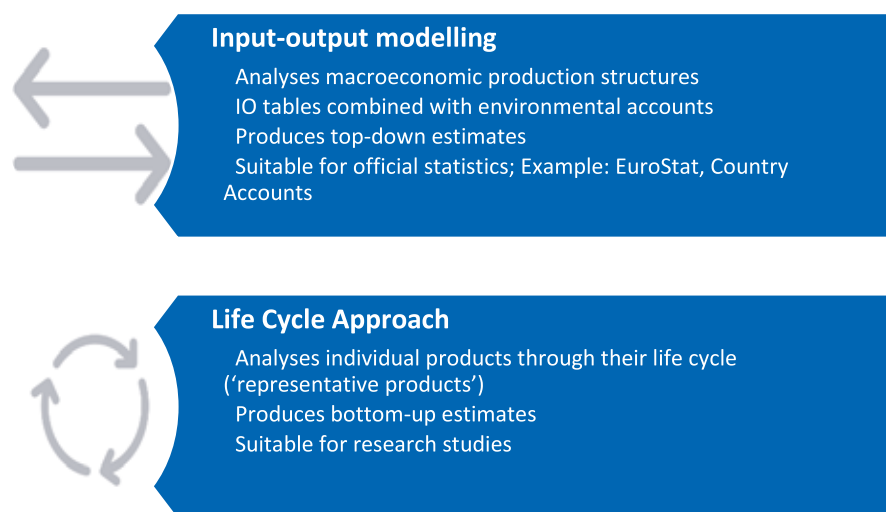 Input-output modelling
Analyses macroeconomic production structures
IO tables combined with environmental accounts
Produces top-down estimates
Suitable for official statistics; Example: EuroStat, Country
Accounts
Life Cycle Approach
Analyses individual products through their life cycle
(‘representative products’)
Produces bottom-up estimates
Suitable for research studies